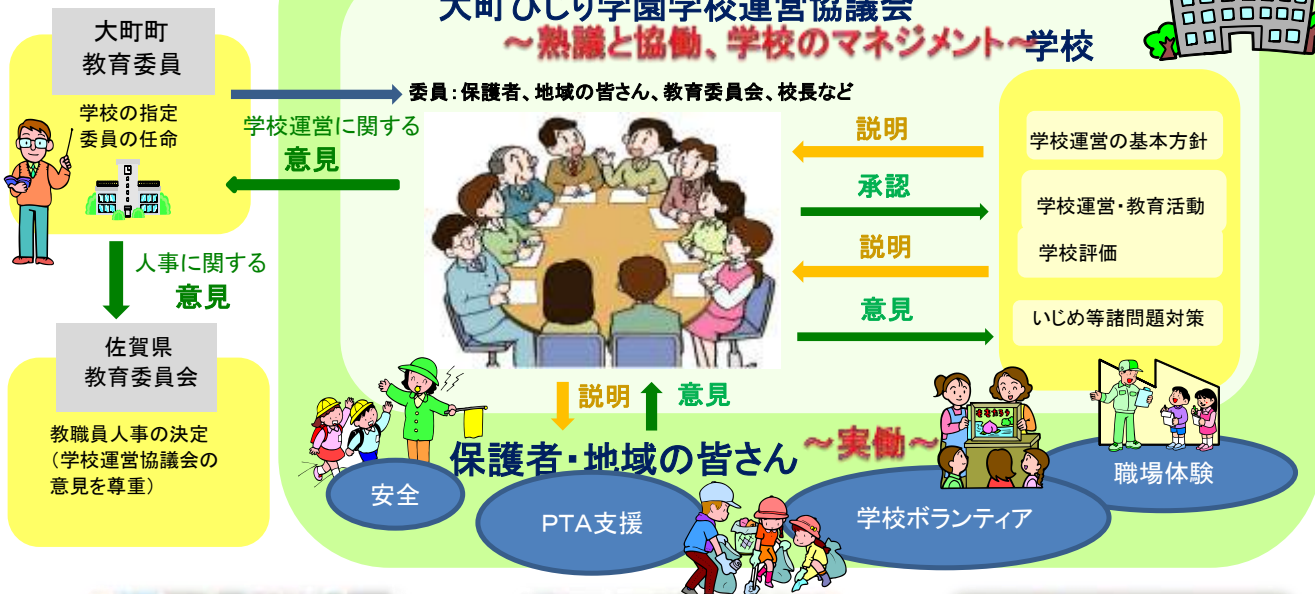 大町ひじり学園学校運営協議会
～熟議と協働、学校のマネジメント～
学校
大町町
教育委員
学校の指定
委員の任命
委員：保護者、地域の皆さん、教育委員会、校長など
学校運営に関する
意見
説明
承認
説明
意見
学校運営の基本方針
学校運営・教育活動
学校評価
いじめ等諸問題対策
人事に関する
意見
佐賀県
教育委員会
教職員人事の決定
（学校運営協議会の
意見を尊重）
説明
意見
保護者・地域の皆さん
～実働～
安全
PTA支援
学校ボランティア
職場体験